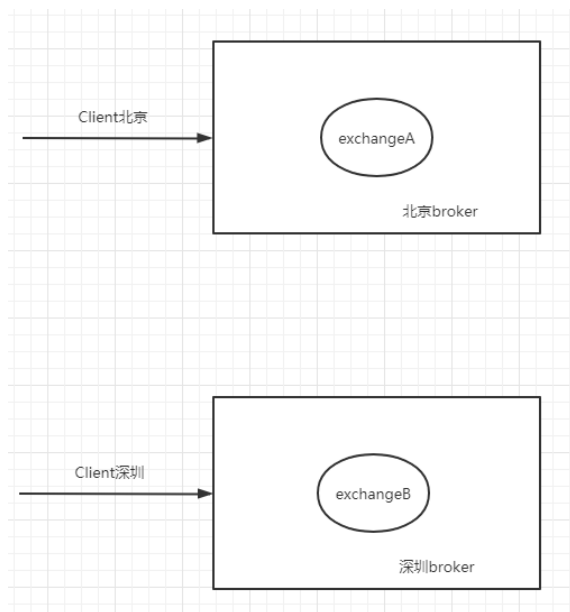 Client北京
exchangeA
北京broker
Client深圳
exchangeB
深圳broker